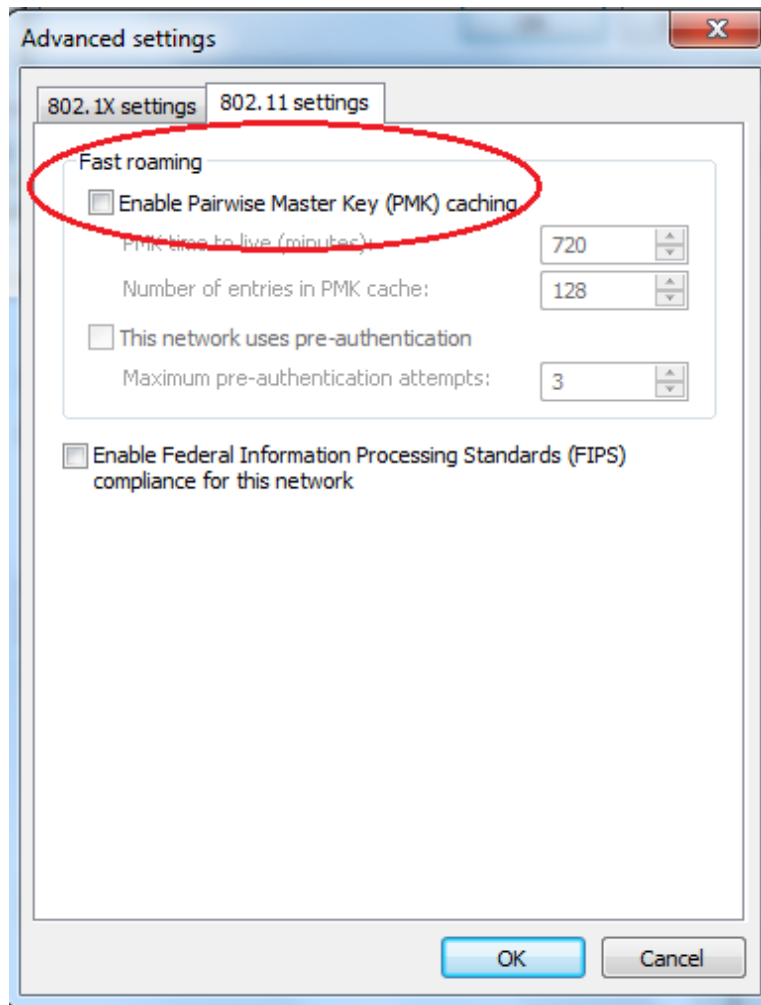 Advanced settings
802.1X settings 802.11 settings
Fast roaming
Enable Pairwise Master Key (PMK) caching
PMK time to live (minutes): 720
Number of entries in PMK cache: 128
This network uses pre-authentication
Maximum pre-authentication attempts: 3
Enable Federal Information Processing Standards (FIPS)
compliance for this network
OK Cancel